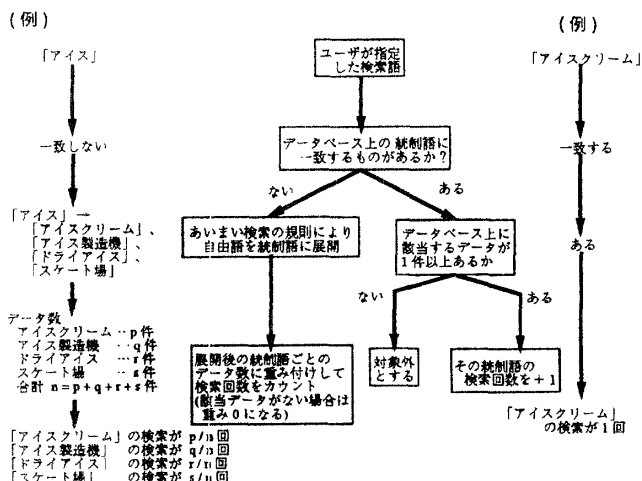 (例)
「アイス」
一致しない
「アイス」→
「アイスクリーム」、
「アイス製造機」、
「ドライアイス」、
「スケート場」
データ数
アイスクリーム‥p件
アイス製造機 ‥q件
ドライアイス ‥r件
スケート場 ‥s件
合計 n=p+q+r+s件
「アイスクリーム」の検索が p/n回
「アイス製造機」 の検索が q/n回
「ドライアイス」 の検索が r/n回
「スケート場」 の検索が s/n回
ユーザが指定
した検索語
データベース上の統制語に
一致するものがあるか?
ない
ある
あいまい検索の規則により
自由語を統制語に展開
展開後の統制語ごとの
データ数に重み付けして
検索回数をカウント
(該当データがない場合は
重み0になる)
データベース上に
該当するデータが
1件以上あるか
ない
ある
対象外
とする
その統制語の
検索回数を+1
(例)
「アイスクリーム」
一致する
ある
「アイスクリーム」
の検索が1回